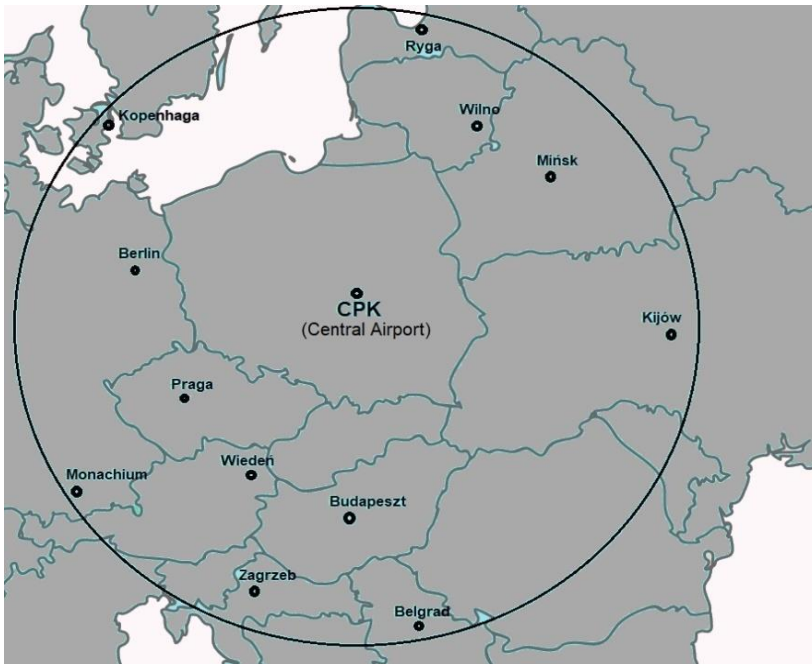 Ryga
Kopenhaga
Wilno
Mińsk
Berlin
CPK
(Central Airport)
Kijów
Praga
Wiedeń
Monachium
Budapeszt
Zagrzeb
Belgrad